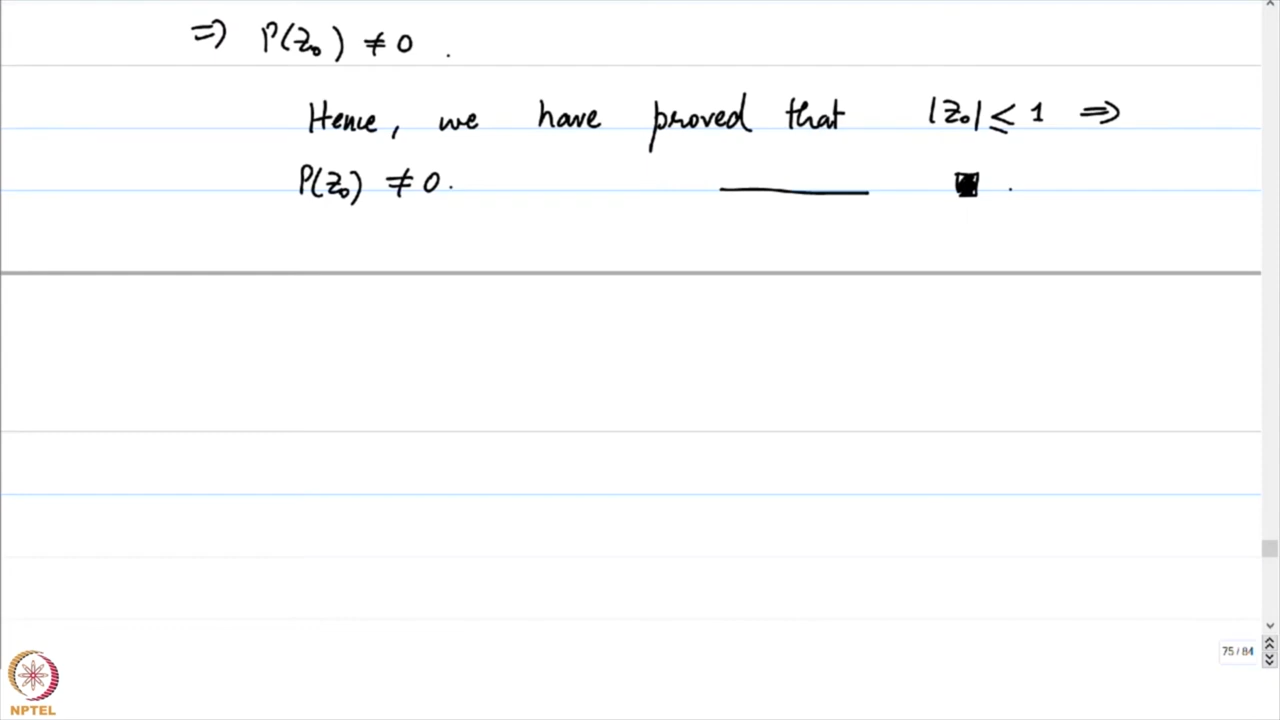 => P(z₀) ≠ 0 .
Hence, we have proved that |z₀| ≤ 1 =>
P(z₀) ≠ 0. ■ .
75 / 84
NPTEL